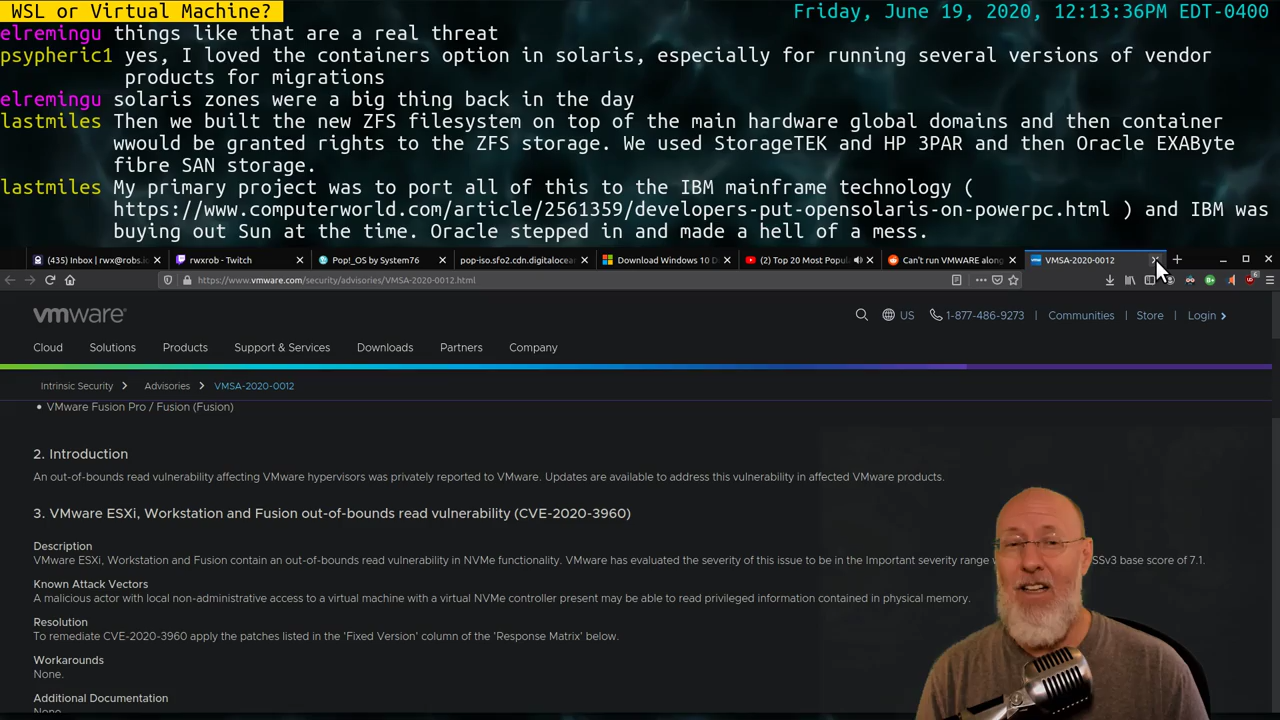 WSL or Virtual Machine?
Friday, June 19, 2020, 12:13:36PM EDT-0400
elremingu things like that are a real threat
psypheric1 yes, I loved the containers option in solaris, especially for running several versions of vendor
products for migrations
elremingu solaris zones were a big thing back in the day
lastmiles Then we built the new ZFS filesystem on top of the main hardware global domains and then container
wwould be granted rights to the ZFS storage. We used StorageTEK and HP 3PAR and then Oracle EXAByte
fibre SAN storage.
lastmiles My primary project was to port all of this to the IBM mainframe technology (
https://www.computerworld.com/article/2561359/developers-put-opensolaris-on-powerpc.html ) and IBM was
buying out Sun at the time. Oracle stepped in and made a hell of a mess.
(435) Inbox | rw@robs.io
rwxrob - Twitch
Pop!_OS by System76
pop-iso.sfo2.cdn.digitalocea
Download Windows 10 D
(2) Top 20 Most Popula
Can't run VMWARE along
VMSA-2020-0012
https://www.vmware.com/security/advisories/VMSA-2020-0012.html
vmware
US
1-877-486-9273
Communities
Store
Login
Cloud
Solutions
Products
Support & Services
Downloads
Partners
Company
Intrinsic Security
Advisories
VMSA-2020-0012
• VMware Fusion Pro / Fusion (Fusion)
2. Introduction
An out-of-bounds read vulnerability affecting VMware hypervisors was privately reported to VMware. Updates are available to address this vulnerability in affected VMware products.
3. VMware ESXi, Workstation and Fusion out-of-bounds read vulnerability (CVE-2020-3960)
Description
VMware ESXi, Workstation and Fusion contain an out-of-bounds read vulnerability in NVMe functionality. VMware has evaluated the severity of this issue to be in the Important severity range SSv3 base score of 7.1.
Known Attack Vectors
A malicious actor with local non-administrative access to a virtual machine with a virtual NVMe controller present may be able to read privileged information contained in physical memory.
Resolution
To remediate CVE-2020-3960 apply the patches listed in the 'Fixed Version' column of the 'Response Matrix' below.
Workarounds
None.
Additional Documentation
None.